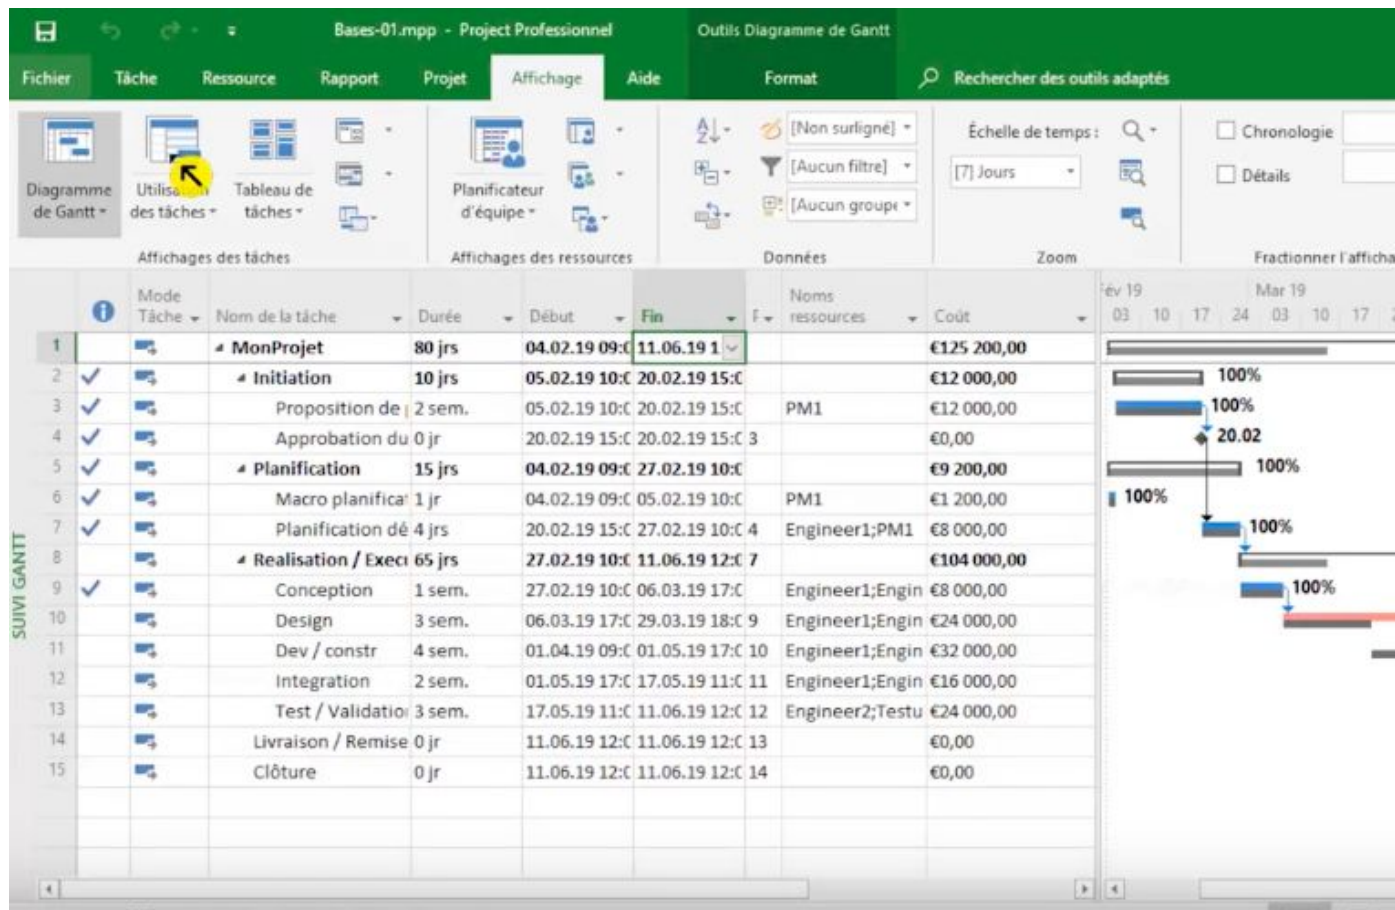 Bases-01.mpp - Project Professionnel Outils Diagramme de Gantt
Fichier Tâche Ressource Rapport Projet Affichage Aide Format Rechercher des outils adaptés
[Non surligné] Échelle de temps : Chronologie
[Aucun filtre] [7] Jours Détails
Diagramme de Gantt
des tâches
Tableau de tâches
Planificateur d'équipe
[Aucun groupe
Affichages des tâches Affichages des ressources Données Zoom Fractionner l'afficha
Mode Tâche Nom de la tâche Durée Début Fin Noms ressources Coût
Mar 19
03 10 17 24 03 10 17
1 MonProjet 80 jrs 04.02.19 09:0 11.06.19 1 €125 200,00
2 Initiation 10 jrs 05.02.19 10:0 20.02.19 15:0 €12 000,00 100%
3 Proposition de 2 sem. 05.02.19 10:0 20.02.19 15:0 PM1 €12 000,00 100%
4 Approbation du 0 jr 20.02.19 15:0 20.02.19 15:0 3 €0,00 20.02
5 Planification 15 jrs 04.02.19 09:0 27.02.19 10:0 €9 200,00 100%
6 Macro planificat 1 jr 04.02.19 09:0 05.02.19 10:0 PM1 €1 200,00 100%
7 Planification dé 4 jrs 20.02.19 15:0 27.02.19 10:0 4 Engineer1;PM1 €8 000,00 100%
8 Realisation / Execu 65 jrs 27.02.19 10:0 11.06.19 12:0 7 €104 000,00
9 Conception 1 sem. 27.02.19 10:0 06.03.19 17:0 Engineer1;Engin €8 000,00 100%
10 Design 3 sem. 06.03.19 17:0 29.03.19 18:0 9 Engineer1;Engin €24 000,00
11 Dev / constr 4 sem. 01.04.19 09:0 01.05.19 17:0 10 Engineer1;Engin €32 000,00
12 Integration 2 sem. 01.05.19 17:0 17.05.19 11:0 11 Engineer1;Engin €16 000,00
13 Test / Validatio 3 sem. 17.05.19 11:0 11.06.19 12:0 12 Engineer2;Testu €24 000,00
14 Livraison / Remise 0 jr 11.06.19 12:0 11.06.19 12:0 13 €0,00
15 Clôture 0 jr 11.06.19 12:0 11.06.19 12:0 14 €0,00
SUIVI GANTT